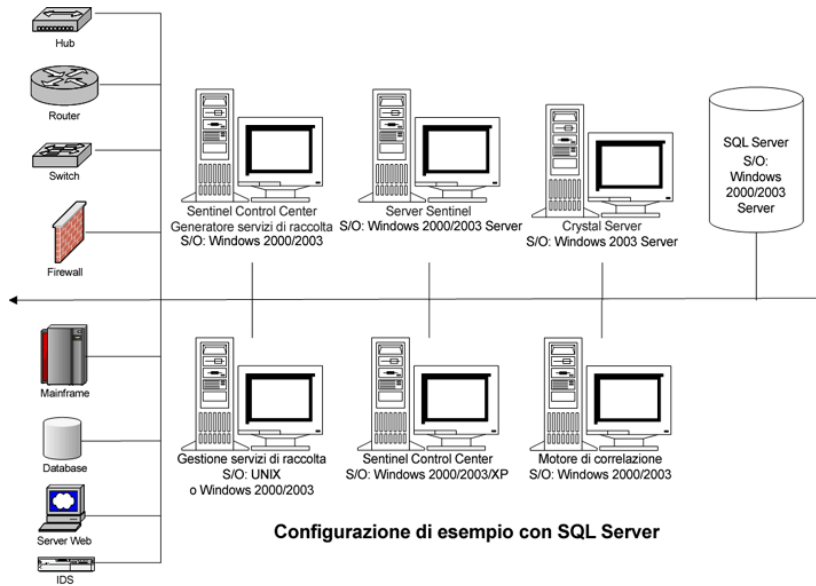 Hub
Router
Switch
Firewall
Sentinel Control Center
Generatore servizi di raccolta
S/O: Windows 2000/2003
Server Sentinel
S/O: Windows 2000/2003 Server
Crystal Server
S/O: Windows 2003 Server
SQL Server
S/O:
Windows
2000/2003
Server
Mainframe
Database
Server Web
IDS
Gestione servizi di raccolta
S/O: UNIX
o Windows 2000/2003
Sentinel Control Center
S/O: Windows 2000/2003/XP
Motore di correlazione
S/O: Windows 2000/2003
Configurazione di esempio con SQL Server